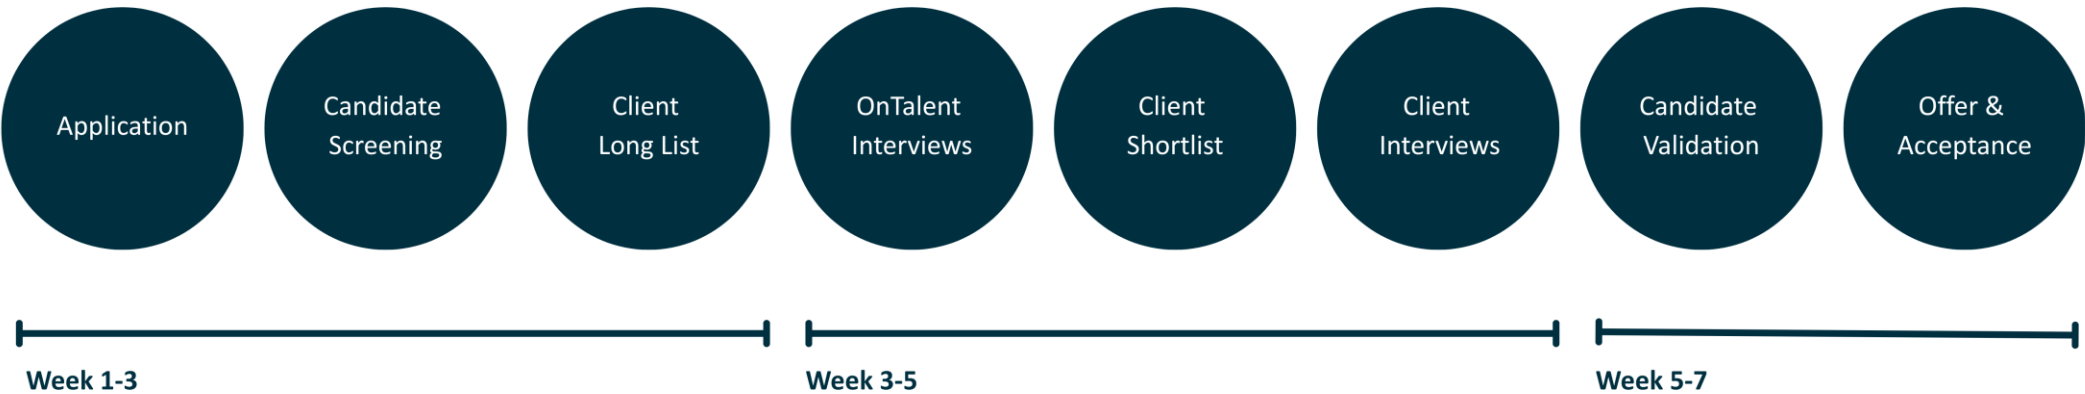 Application
Candidate
Screening
Client
Long List
OnTalent
Interviews
Client
Shortlist
Client
Interviews
Candidate
Validation
Offer &
Acceptance
Week 1-3
Week 3-5
Week 5-7